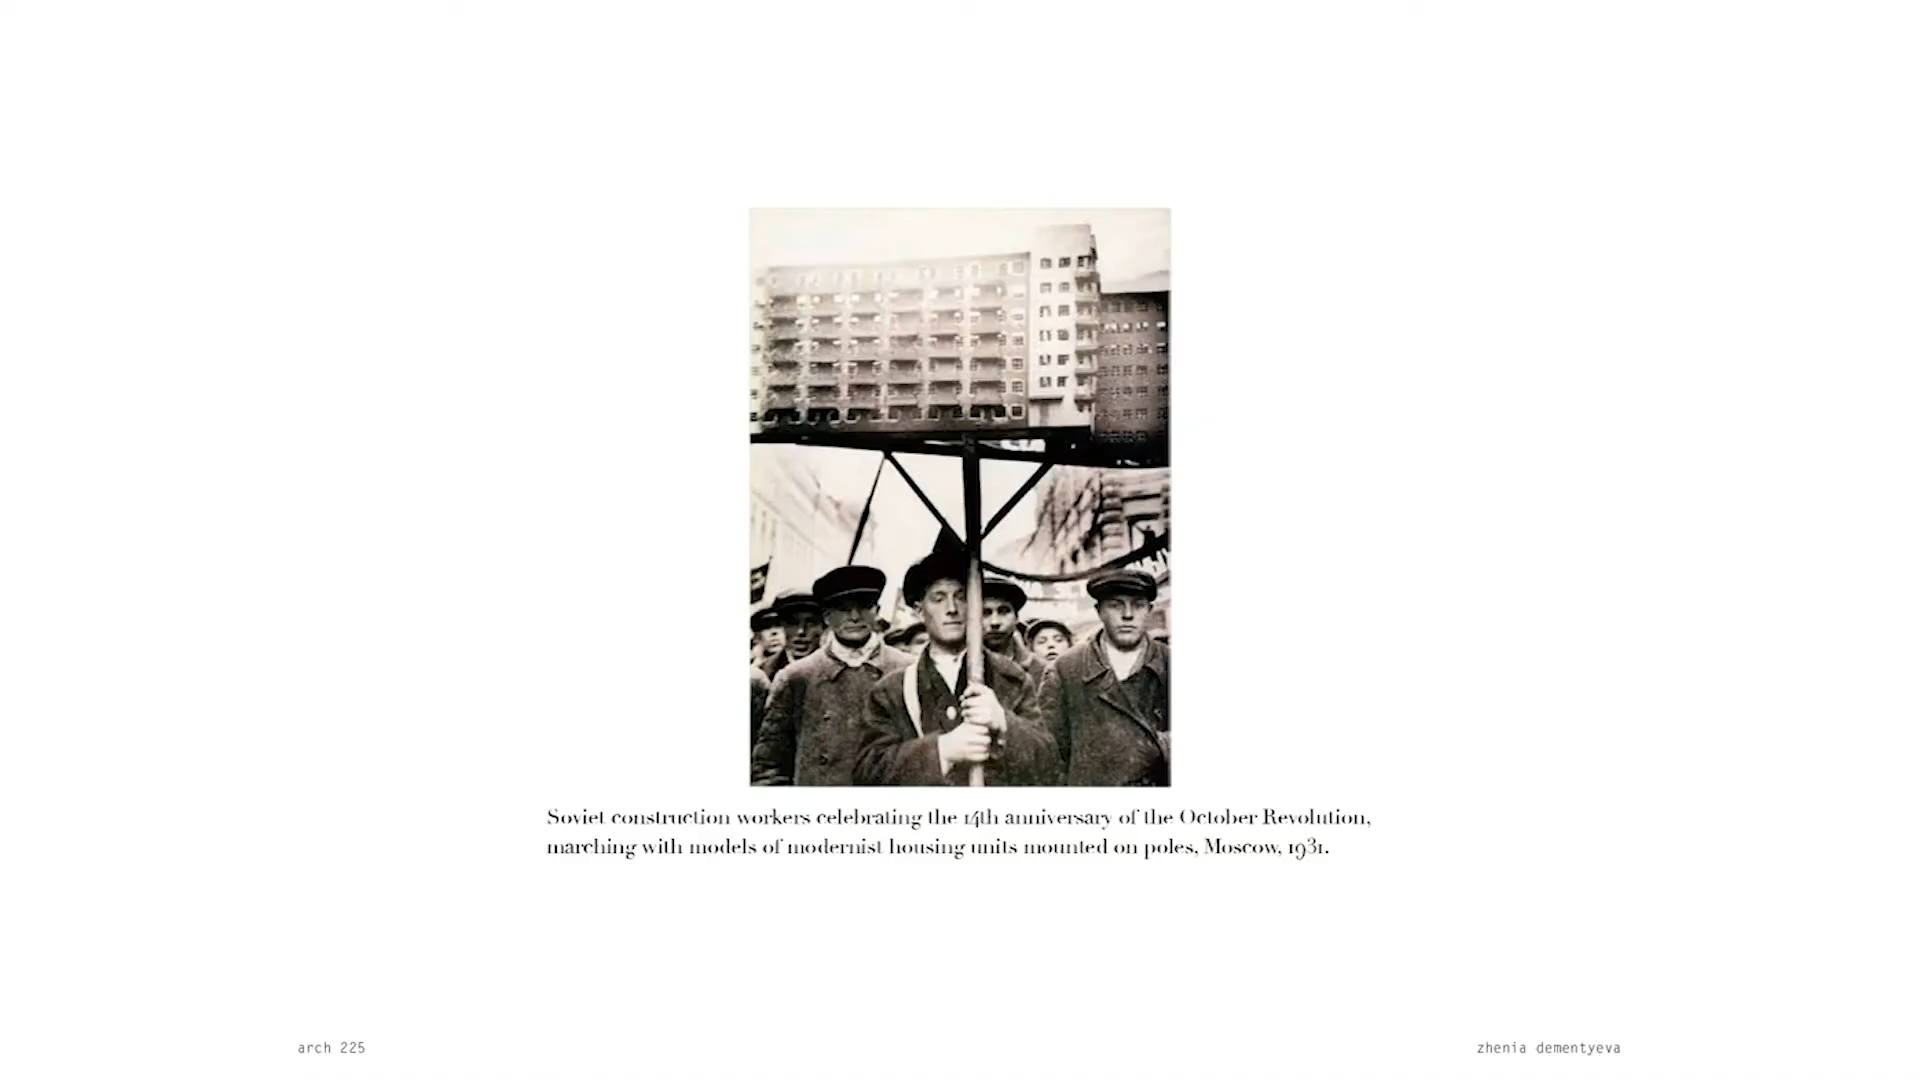 Soviet construction workers celebrating the 14th anniversary of the October Revolution,
marching with models of modernist housing units mounted on poles, Moscow, 1931.
arch 225
zhenia dementyeva